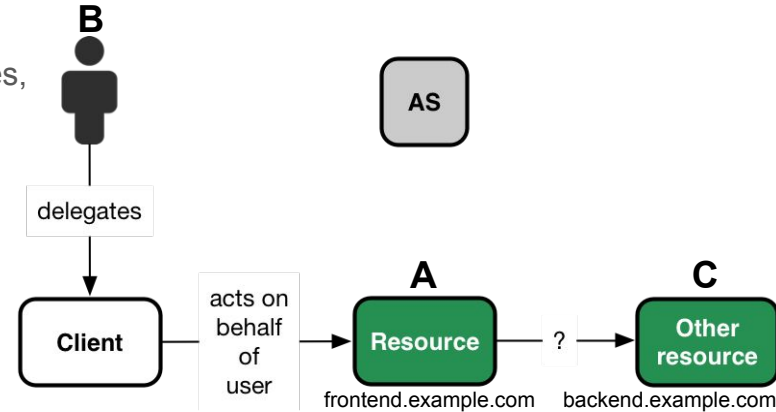 B
es,
AS
delegates
A
C
Client
acts on
behalf
of
user
Resource
?
Other
resource
frontend.example.com
backend.example.com